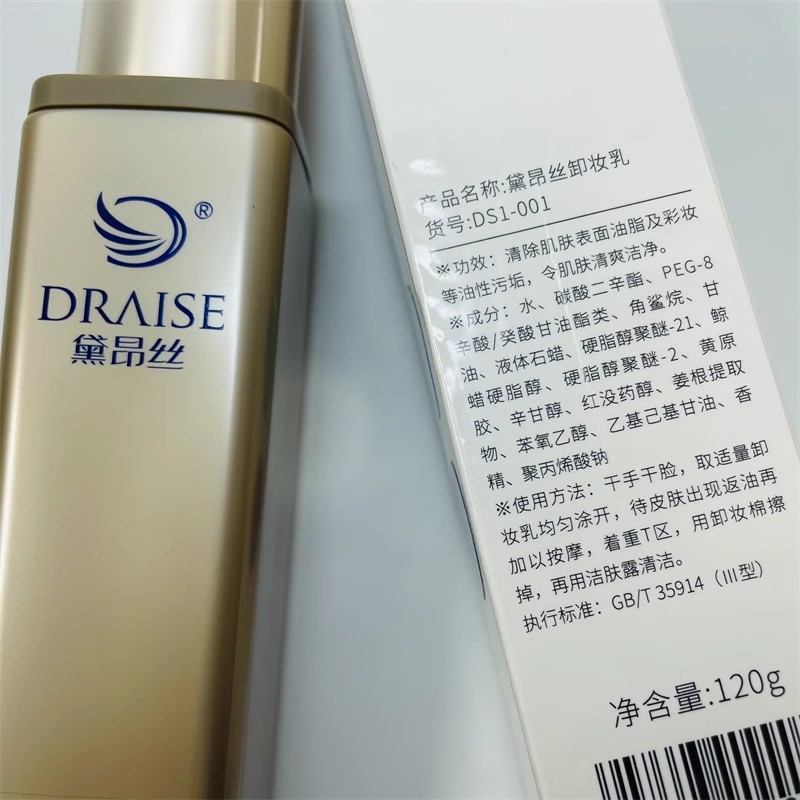 ®
DRAISE
黛昂丝
产品名称:黛昂丝卸妆乳
货号:DS1-001
※功效：清除肌肤表面油脂及彩妆
等油性污垢，令肌肤清爽洁净。
※成分：水、碳酸二辛酯、PEG-8
辛酸/癸酸甘油酯类、角鲨烷、甘
油、液体石蜡、硬脂醇聚醚-21、鲸
蜡硬脂醇、硬脂醇聚醚-2、黄原
胶、辛甘醇、红没药醇、姜根提取
物、苯氧乙醇、乙基己基甘油、香
精、聚丙烯酸钠
※使用方法：干手干脸，取适量卸
妆乳均匀涂开，待皮肤出现返油再
加以按摩，着重T区，用卸妆棉擦
掉，再用洁肤露清洁。
执行标准：GB/T 35914（III型）
净含量:120g